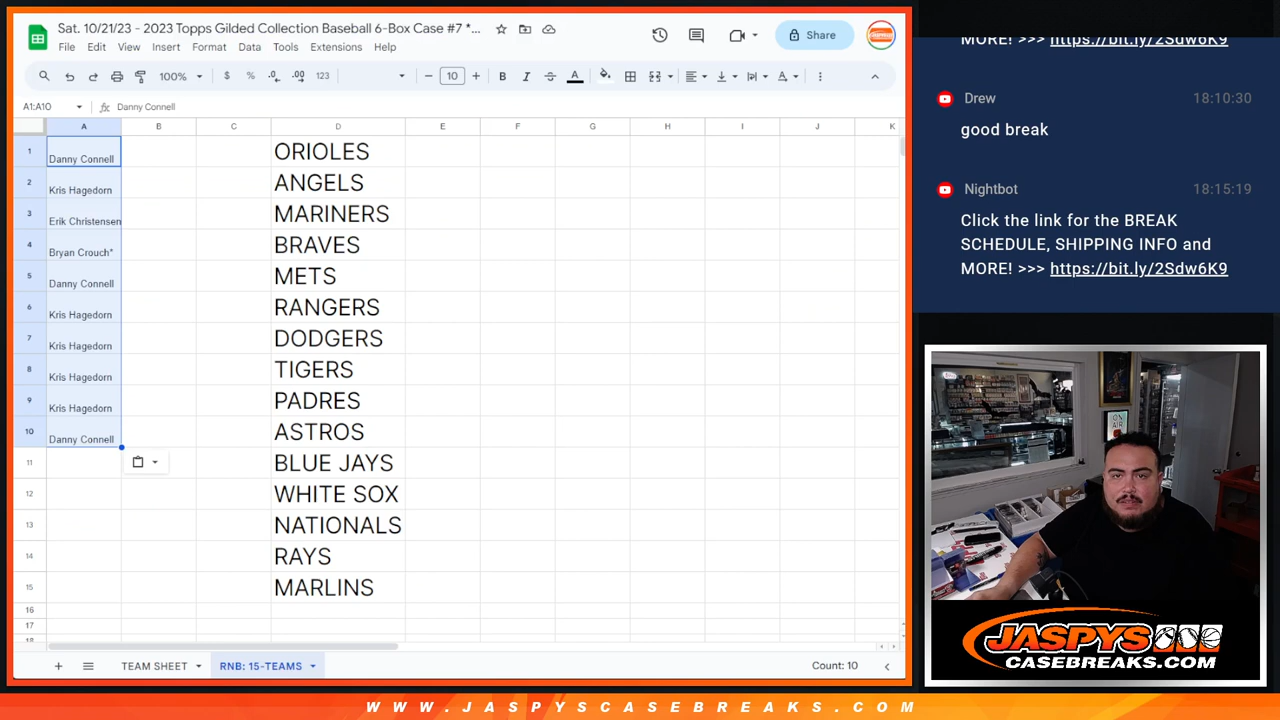 Sat. 10/21/23 - 2023 Topps Gilded Collection Baseball 6-Box Case #7 *...
File Edit View Insert Format Data Tools Extensions Help
Share
100% $ % .0 .00 123 10 B I A
A1:A10 fx Danny Connell
A B C D E F G H I J K
1 Danny Connell ORIOLES
2 Kris Hagedorn ANGELS
3 Erik Christensen MARINERS
4 Bryan Crouch* BRAVES
5 Danny Connell METS
6 Kris Hagedorn RANGERS
7 Kris Hagedorn DODGERS
8 Kris Hagedorn TIGERS
9 Kris Hagedorn PADRES
10 Danny Connell ASTROS
11 BLUE JAYS
12 WHITE SOX
13 NATIONALS
14 RAYS
15 MARLINS
16
17
18
TEAM SHEET RNB: 15-TEAMS Count: 10
MORE! >>> https://bit.ly/2Sdw6K9
Drew 18:10:30
good break
Nightbot 18:15:19
Click the link for the BREAK
SCHEDULE, SHIPPING INFO and
MORE! >>> https://bit.ly/2Sdw6K9
ON
AIR
JASPYS
CASEBREAKS.COM
WWW.JASPYSCASEBREAKS.COM